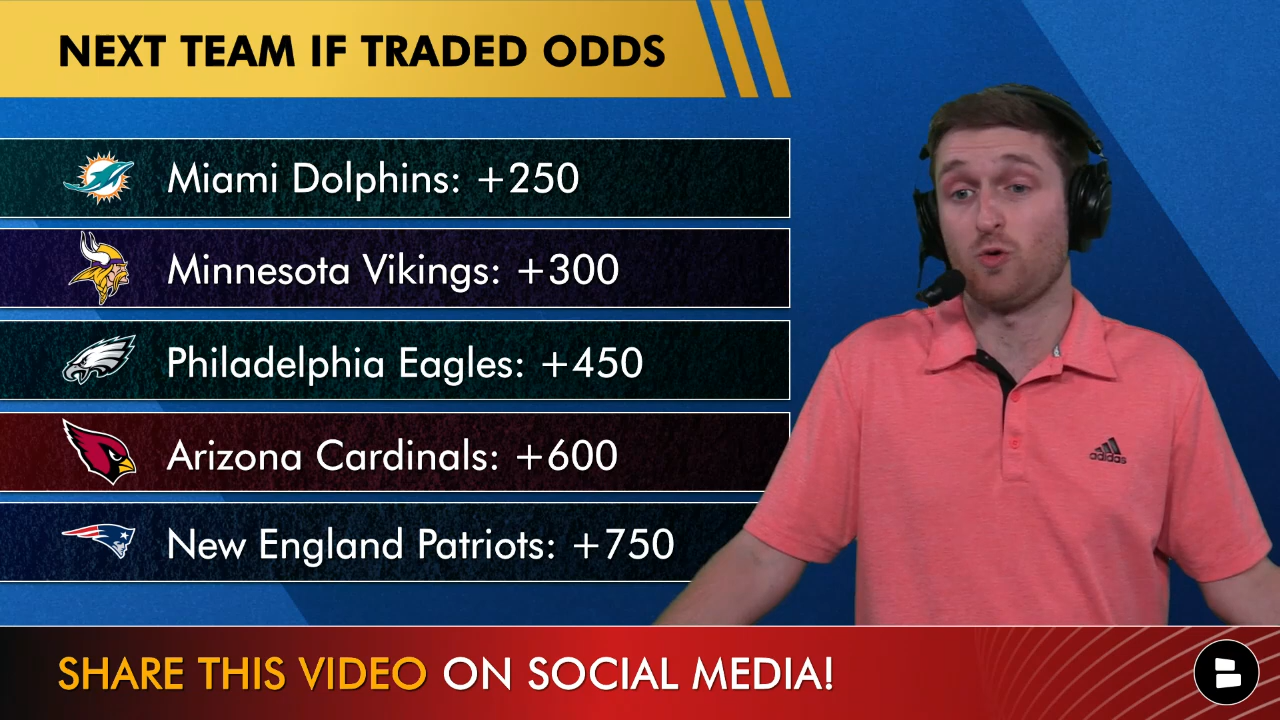 NEXT TEAM IF TRADED ODDS
Miami Dolphins: +250
Minnesota Vikings: +300
Philadelphia Eagles: +450
Arizona Cardinals: +600
New England Patriots: +750
adidas
SHARE THIS VIDEO ON SOCIAL MEDIA!